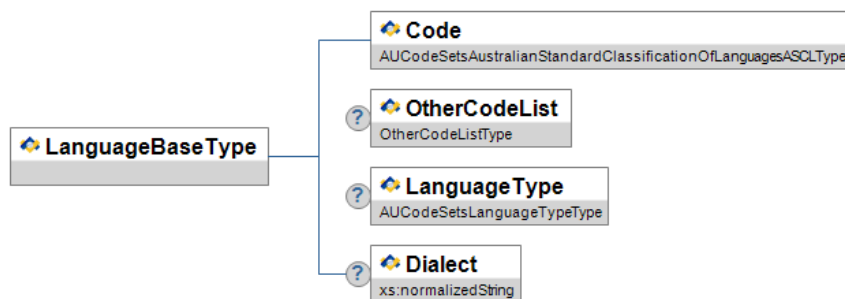 Code
AUCodeSetsAustralianStandardClassificationOfLanguagesASCLType
? OtherCodeList
OtherCodeListType
LanguageBaseType
? LanguageType
AUCodeSetsLanguageTypeType
? Dialect
xs:normalizedString